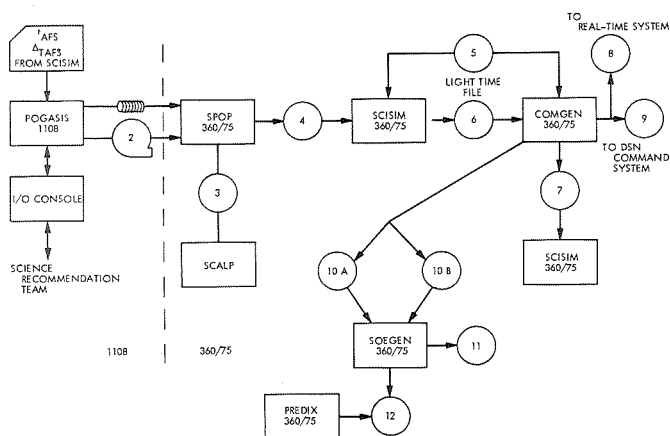 tAFS
ΔTAFS
FROM SCISIM
POGASIS
1108
I/O CONSOLE
SCIENCE
RECOMMENDATION
TEAM
2
SPOP
360/75
3
SCALP
1108
360/75
4
SCISIM
360/75
5
LIGHT TIME
FILE
6
COMGEN
360/75
TO
REAL-TIME SYSTEM
8
9
TO DSN
COMMAND
SYSTEM
7
SCISIM
360/75
10 A
10 B
SOEGEN
360/75
11
PREDIX
360/75
12